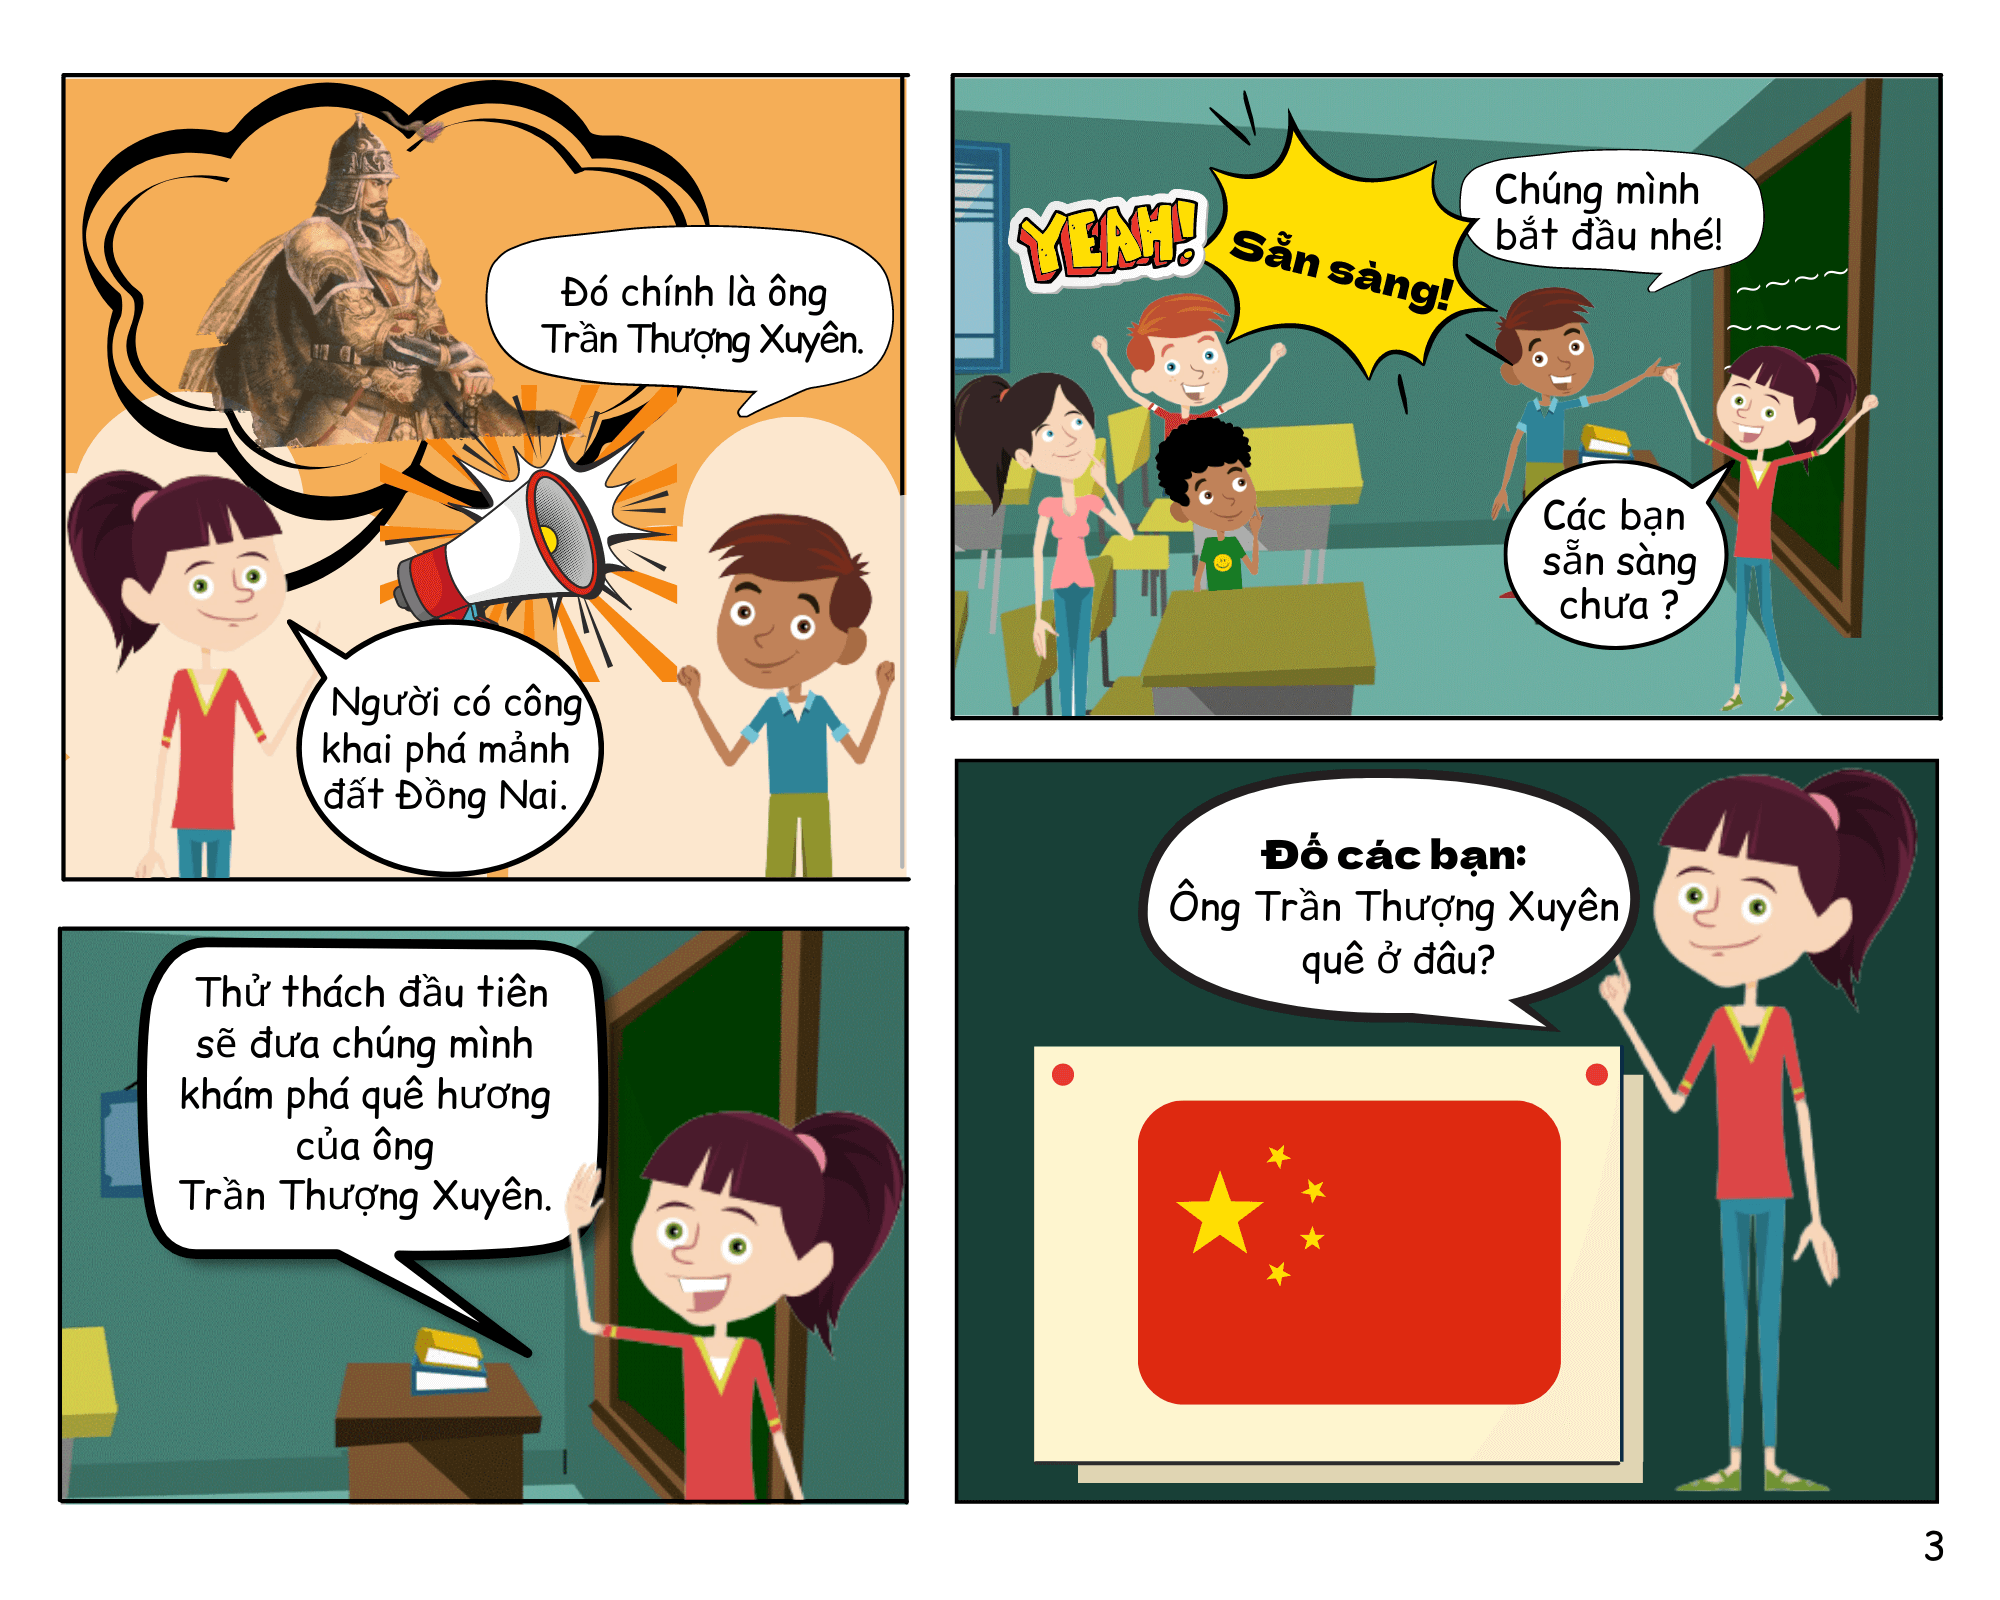 Đó chính là ông
Trần Thượng Xuyên.
Người có công
khai phá mảnh
đất Đồng Nai.
YEAH!
Sẵn sàng!
Chúng mình
bắt đầu nhé!
Các bạn
sẵn sàng
chưa ?
Thử thách đầu tiên
sẽ đưa chúng mình
khám phá quê hương
của ông
Trần Thượng Xuyên.
Đố các bạn:
Ông Trần Thượng Xuyên
quê ở đâu?
3